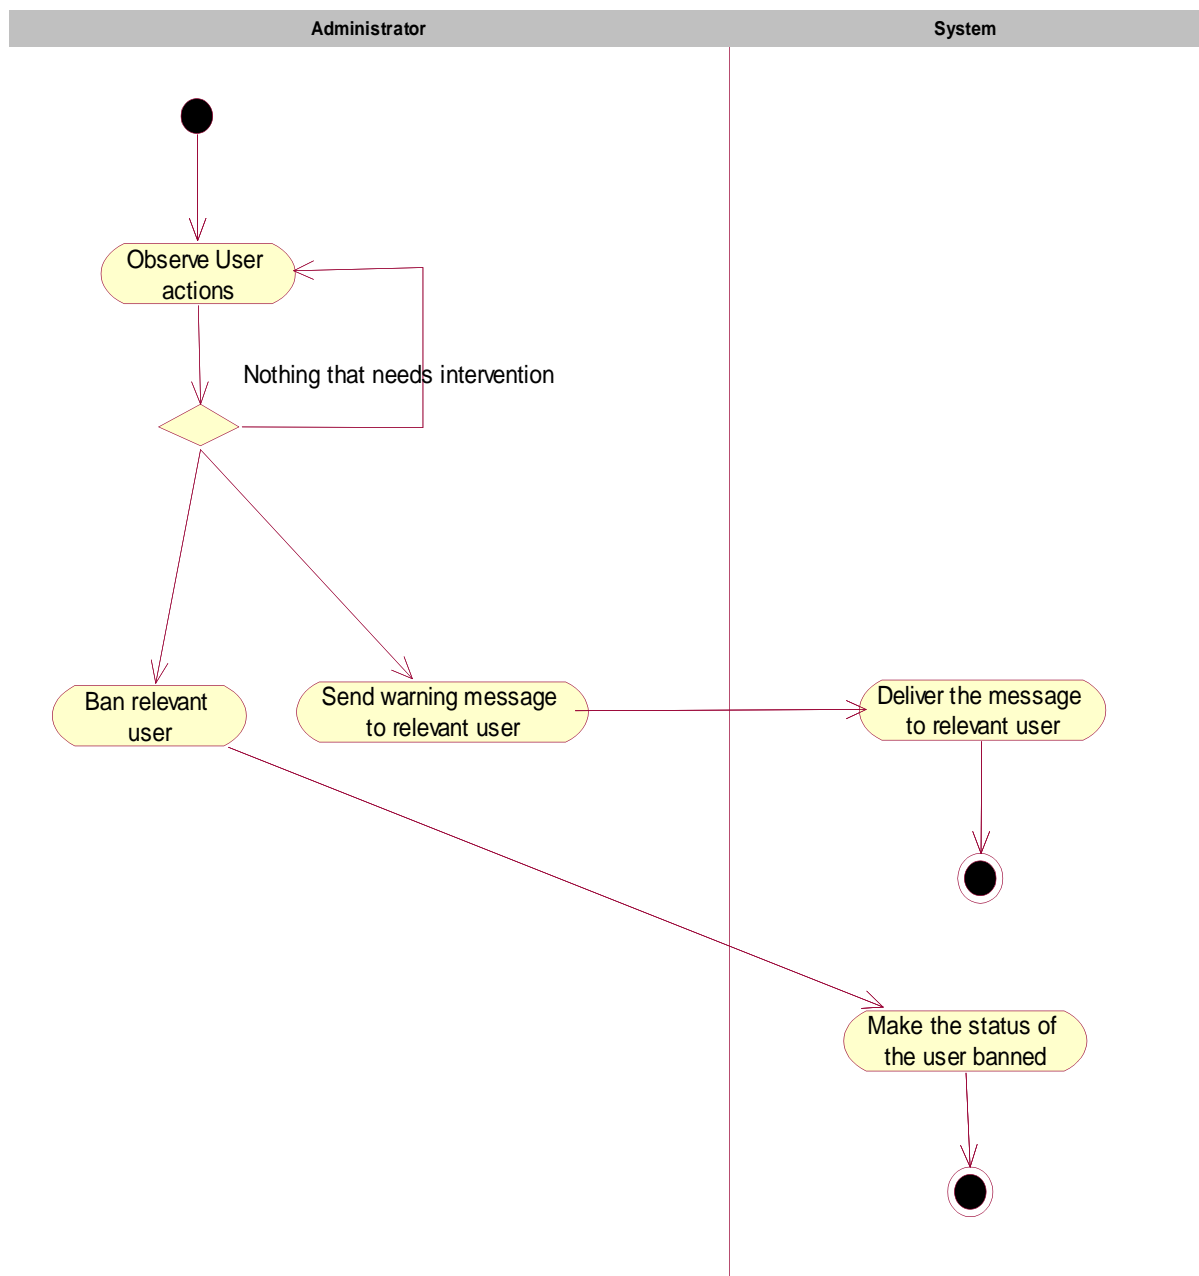 Administrator
System
Observe User
actions
Nothing that needs intervention
Ban relevant
user
Send warning message
to relevant user
Deliver the message
to relevant user
Make the status of
the user banned